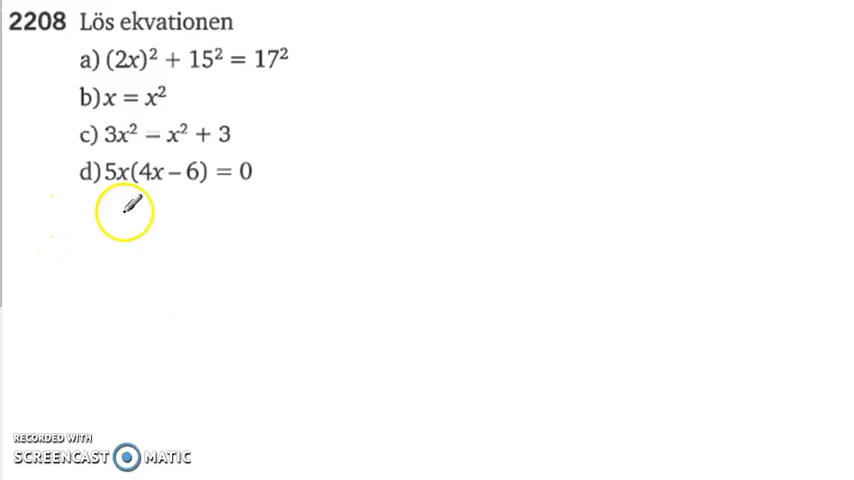 2208 Lös ekvationen
a) (2x)² + 15² = 17²
b) x = x²
c) 3x² − x² + 3
d) 5x(4x − 6) = 0
RECORDED WITH
SCREENCAST MATIC